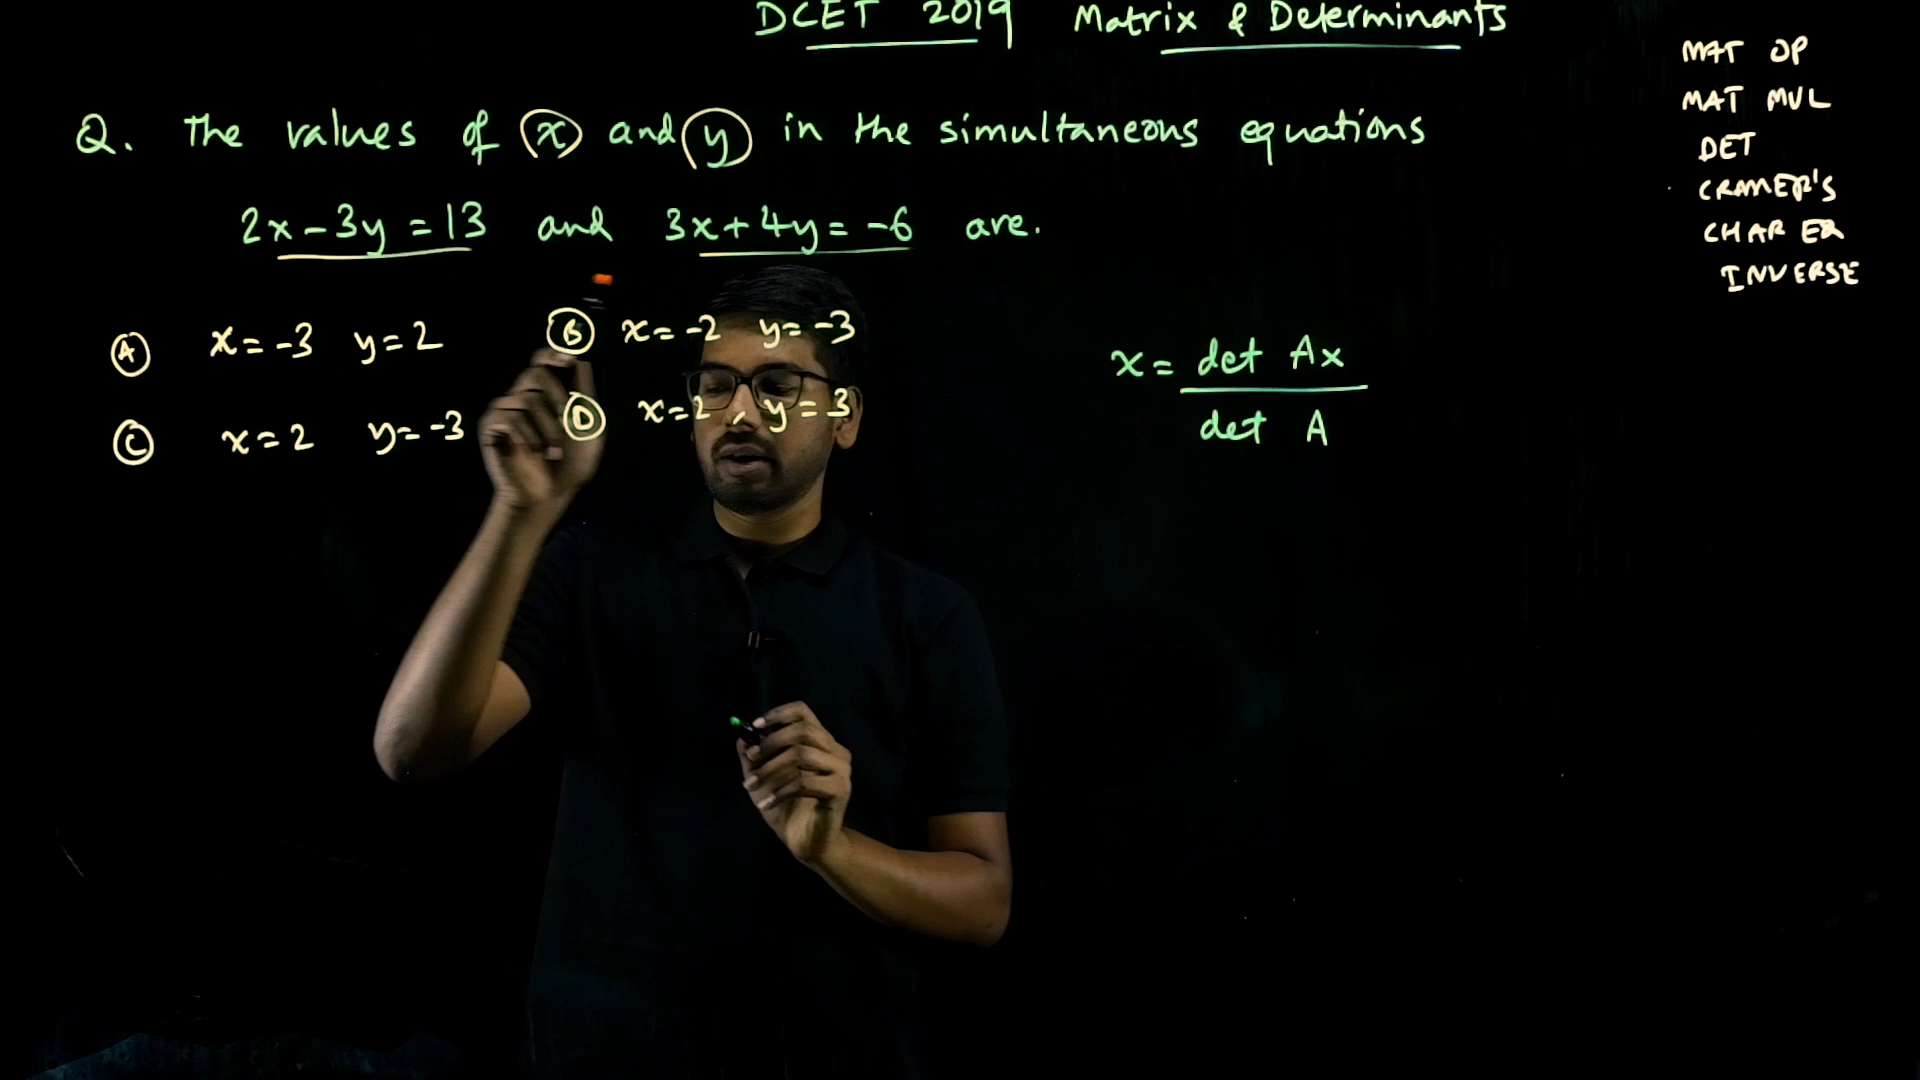 DCET 2019 Matrix & Determinants
Q. The values of x and y in the simultaneous equations
2x-3y=13 and 3x+4y=-6 are.
A x=-3 y=2 B x=-2 y=-3
C x=2 y=-3 D x=2, y=3
x = det Ax
det A
MAT OP
MAT MUL
DET
CRAMER'S
CHAR EQ
INVERSE